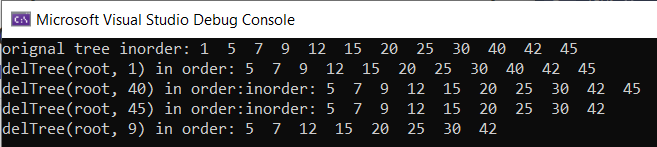 Microsoft Visual Studio Debug Console
orignal tree inorder: 1  5  7  9  12  15  20  25  30  40  42  45
delTree(root, 1) in order: 5  7  9  12  15  20  25  30  40  42  45
delTree(root, 40) in order:inorder: 5  7  9  12  15  20  25  30  42  45
delTree(root, 45) in order:inorder: 5  7  9  12  15  20  25  30  42
delTree(root, 9) in order: 5  7  12  15  20  25  30  42